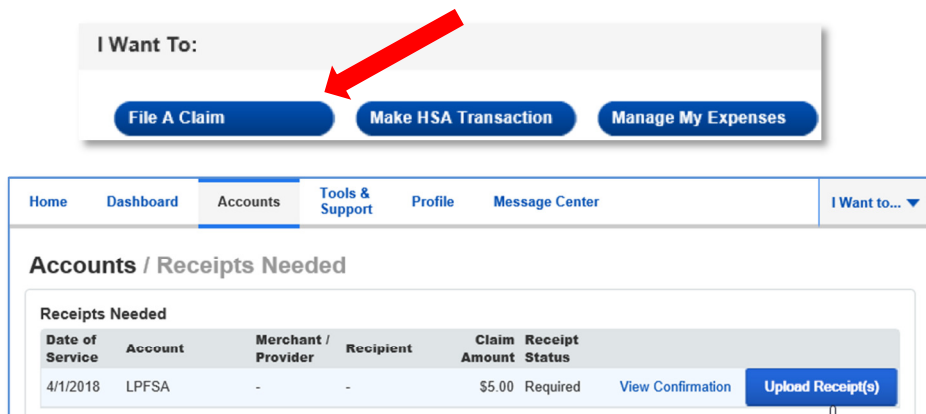 I Want To:
File A Claim Make HSA Transaction Manage My Expenses
Home Dashboard Accounts Tools & Support Profile Message Center I Want to...
Accounts / Receipts Needed
Receipts Needed
Date of Service Account Merchant / Provider Recipient Claim Amount Receipt Status
4/1/2018 LPFSA - - $5.00 Required View Confirmation Upload Receipt(s)